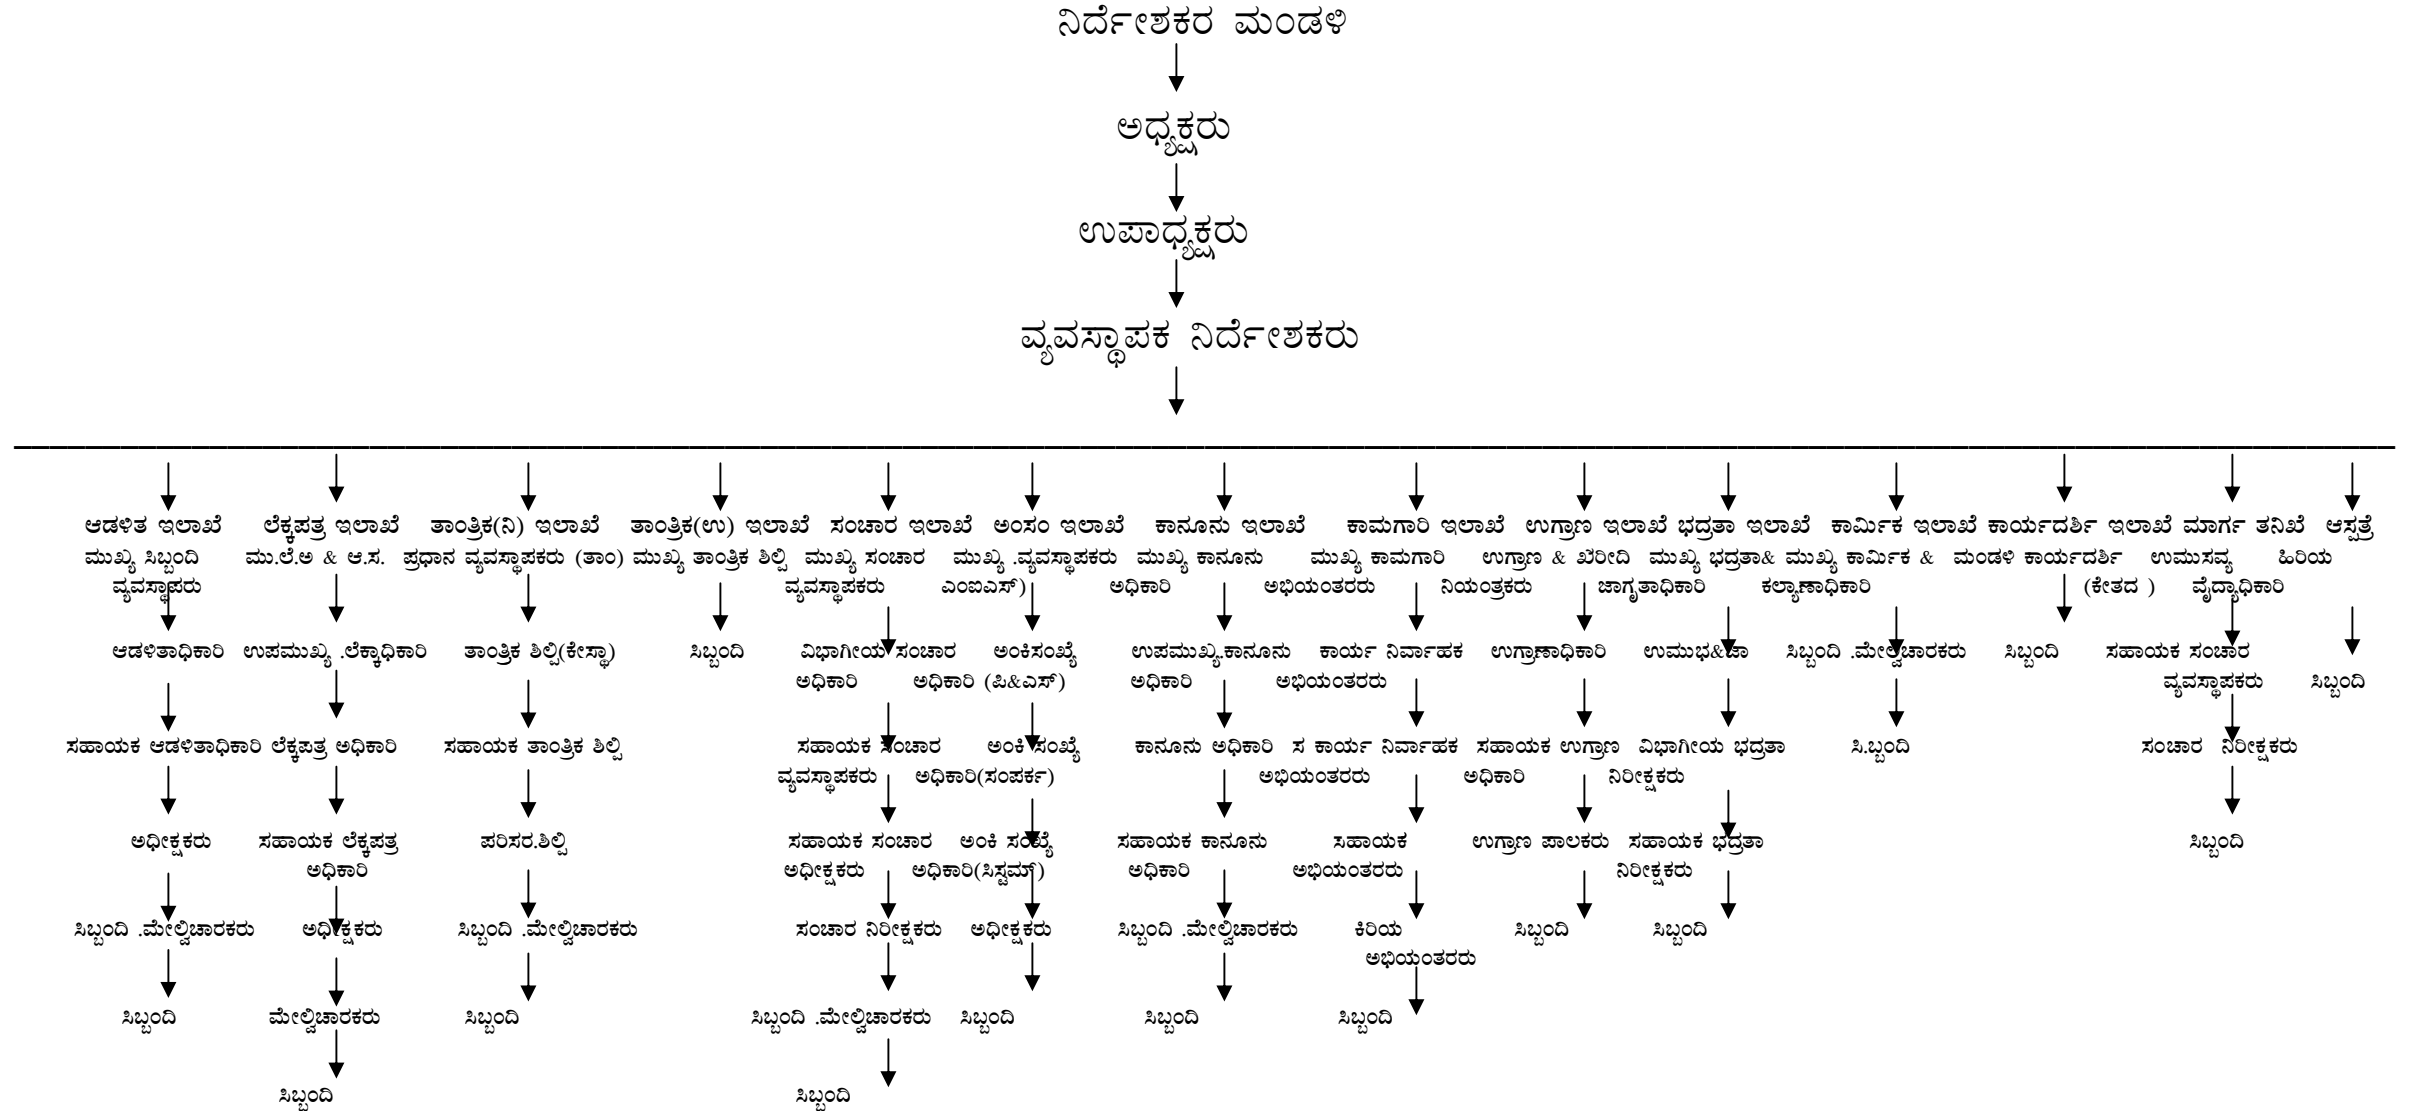 ನಿರ್ದೇಶಕರ ಮಂಡಳಿ
ಅಧ್ಯಕ್ಷರು
ಉಪಾಧ್ಯಕ್ಷರು
ವ್ಯವಸ್ಥಾಪಕ ನಿರ್ದೇಶಕರು
ಆಡಳಿತ ಇಲಾಖೆ ಲೆಕ್ಕಪತ್ರ ಇಲಾಖೆ ತಾಂತ್ರಿಕ(ನಿ) ಇಲಾಖೆ ತಾಂತ್ರಿಕ(ಉ) ಇಲಾಖೆ ಸಂಚಾರ ಇಲಾಖೆ ಅಂಸಂ ಇಲಾಖೆ ಕಾನೂನು ಇಲಾಖೆ ಕಾಮಗಾರಿ ಇಲಾಖೆ ಉಗ್ರಾಣ ಇಲಾಖೆ ಭದ್ರತಾ ಇಲಾಖೆ ಕಾರ್ಮಿಕ ಇಲಾಖೆ ಕಾರ್ಯದರ್ಶಿ ಇಲಾಖೆ ಮಾರ್ಗ ತನಿಖೆ ಆಸ್ಪತ್ರೆ
ಮುಖ್ಯ ಸಿಬ್ಬಂದಿ ಮು.ಲೆ.ಅ & ಆ.ಸ. ಪ್ರಧಾನ ವ್ಯವಸ್ಥಾಪಕರು (ತಾಂ) ಮುಖ್ಯ ತಾಂತ್ರಿಕ ಶಿಲ್ಪಿ ಮುಖ್ಯ ಸಂಚಾರ ಮುಖ್ಯ .ವ್ಯವಸ್ಥಾಪಕರು ಮುಖ್ಯ ಕಾನೂನು ಮುಖ್ಯ ಕಾಮಗಾರಿ ಉಗ್ರಾಣ & ಖರೀದಿ ಮುಖ್ಯ ಭದ್ರತಾ& ಮುಖ್ಯ ಕಾರ್ಮಿಕ & ಮಂಡಳಿ ಕಾರ್ಯದರ್ಶಿ ಉಮುಸವ್ಯ ಹಿರಿಯ
ವ್ಯವಸ್ಥಾಪರು ವ್ಯವಸ್ಥಾಪಕರು ಎಂಐಎಸ್) ಅಧಿಕಾರಿ ಅಭಿಯಂತರರು ನಿಯಂತ್ರಕರು ಜಾಗೃತಾಧಿಕಾರಿ ಕಲ್ಯಾಣಾಧಿಕಾರಿ (ಕೇತದ ) ವೈದ್ಯಾಧಿಕಾರಿ
ಆಡಳಿತಾಧಿಕಾರಿ ಉಪಮುಖ್ಯ .ಲೆಕ್ಕಾಧಿಕಾರಿ ತಾಂತ್ರಿಕ ಶಿಲ್ಪಿ(ಕೇಸ್ಥಾ) ಸಿಬ್ಬಂದಿ ವಿಭಾಗೀಯ ಸಂಚಾರ ಅಂಕಿಸಂಖ್ಯೆ ಉಪಮುಖ್ಯ.ಕಾನೂನು ಕಾರ್ಯ ನಿರ್ವಾಹಕ ಉಗ್ರಾಣಾಧಿಕಾರಿ ಉಮುಭ&ಜಾ ಸಿಬ್ಬಂದಿ .ಮೇಲ್ವಿಚಾರಕರು ಸಿಬ್ಬಂದಿ ಸಹಾಯಕ ಸಂಚಾರ
ಅಧಿಕಾರಿ ಅಧಿಕಾರಿ (ಪಿ&ಎಸ್) ಅಧಿಕಾರಿ ಅಭಿಯಂತರರು ವ್ಯವಸ್ಥಾಪಕರು ಸಿಬ್ಬಂದಿ
ಸಹಾಯಕ ಆಡಳಿತಾಧಿಕಾರಿ ಲೆಕ್ಕಪತ್ರ ಅಧಿಕಾರಿ ಸಹಾಯಕ ತಾಂತ್ರಿಕ ಶಿಲ್ಪಿ ಸಹಾಯಕ ಸಂಚಾರ ಅಂಕಿ ಸಂಖ್ಯೆ ಕಾನೂನು ಅಧಿಕಾರಿ ಸ ಕಾರ್ಯ ನಿರ್ವಾಹಕ ಸಹಾಯಕ ಉಗ್ರಾಣ ವಿಭಾಗೀಯ ಭದ್ರತಾ ಸಿ.ಬ್ಬಂದಿ ಸಂಚಾರ ನಿರೀಕ್ಷಕರು
ವ್ಯವಸ್ಥಾಪಕರು ಅಧಿಕಾರಿ(ಸಂಪರ್ಕ) ಅಭಿಯಂತರರು ಅಧಿಕಾರಿ ನಿರೀಕ್ಷಕರು
ಅಧೀಕ್ಷಕರು ಸಹಾಯಕ ಲೆಕ್ಕಪತ್ರ ಪರಿಸರ.ಶಿಲ್ಪಿ ಸಹಾಯಕ ಸಂಚಾರ ಅಂಕಿ ಸಂಖ್ಯೆ ಸಹಾಯಕ ಕಾನೂನು ಸಹಾಯಕ ಉಗ್ರಾಣ ಪಾಲಕರು ಸಹಾಯಕ ಭದ್ರತಾ ಸಿಬ್ಬಂದಿ
ಅಧಿಕಾರಿ ಅಧೀಕ್ಷಕರು ಅಧಿಕಾರಿ(ಸಿಸ್ಟಮ್) ಅಧಿಕಾರಿ ಅಭಿಯಂತರರು ನಿರೀಕ್ಷಕರು
ಸಿಬ್ಬಂದಿ .ಮೇಲ್ವಿಚಾರಕರು ಅಧೀಕ್ಷಕರು ಸಿಬ್ಬಂದಿ .ಮೇಲ್ವಿಚಾರಕರು ಸಂಚಾರ ನಿರೀಕ್ಷಕರು ಅಧೀಕ್ಷಕರು ಸಿಬ್ಬಂದಿ .ಮೇಲ್ವಿಚಾರಕರು ಕಿರಿಯ ಸಿಬ್ಬಂದಿ ಸಿಬ್ಬಂದಿ
ಅಭಿಯಂತರರು
ಸಿಬ್ಬಂದಿ ಮೇಲ್ವಿಚಾರಕರು ಸಿಬ್ಬಂದಿ ಸಿಬ್ಬಂದಿ .ಮೇಲ್ವಿಚಾರಕರು ಸಿಬ್ಬಂದಿ ಸಿಬ್ಬಂದಿ ಸಿಬ್ಬಂದಿ
ಸಿಬ್ಬಂದಿ ಸಿಬ್ಬಂದಿ